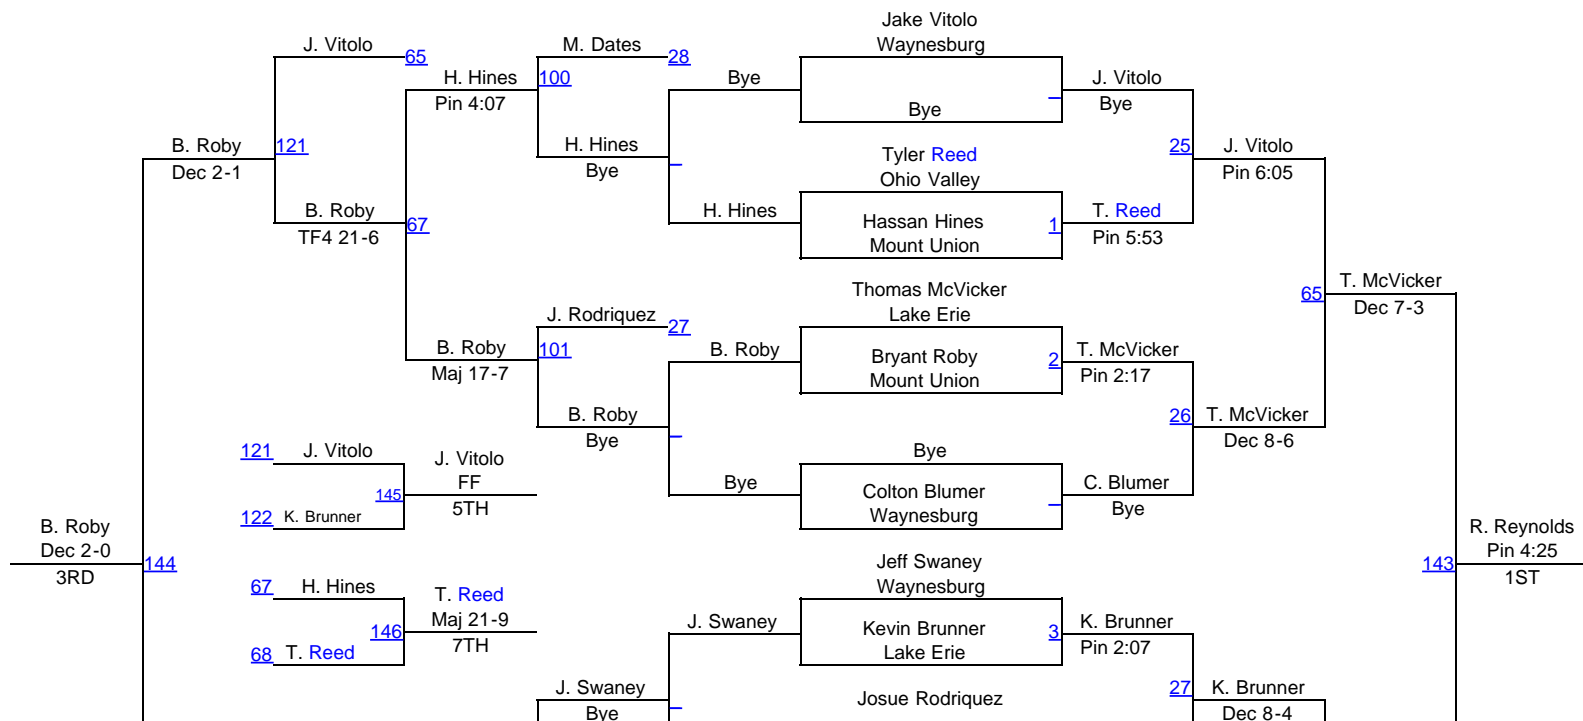 Jake Vitolo
Waynesburg
J. Vitolo
65
M. Dates
28
H. Hines
100
Pin 4:07
Bye
J. Vitolo
Bye
Bye
B. Roby
121
Dec 2-1
H. Hines
Bye
Tyler Reed
Ohio Valley
25
J. Vitolo
Pin 6:05
B. Roby
67
TF4 21-6
H. Hines
Hassan Hines
1
Mount Union
T. Reed
Pin 5:53
Thomas McVicker
Lake Erie
65
T. McVicker
Dec 7-3
J. Rodriquez
27
B. Roby
101
Maj 17-7
B. Roby
Bryant Roby
2
Mount Union
T. McVicker
Pin 2:17
B. Roby
Bye
26
T. McVicker
Dec 8-6
121
J. Vitolo
J. Vitolo
FF
145
5TH
122
K. Brunner
Bye
Bye
Colton Blumer
Waynesburg
C. Blumer
Bye
B. Roby
Dec 2-0
144
3RD
Jeff Swaney
Waynesburg
R. Reynolds
Pin 4:25
143
1ST
67
H. Hines
T. Reed
Maj 21-9
146
7TH
68
T. Reed
J. Swaney
Kevin Brunner
3
Lake Erie
K. Brunner
Pin 2:07
J. Swaney
Bye
Josue Rodriquez
27
K. Brunner
Dec 8-4